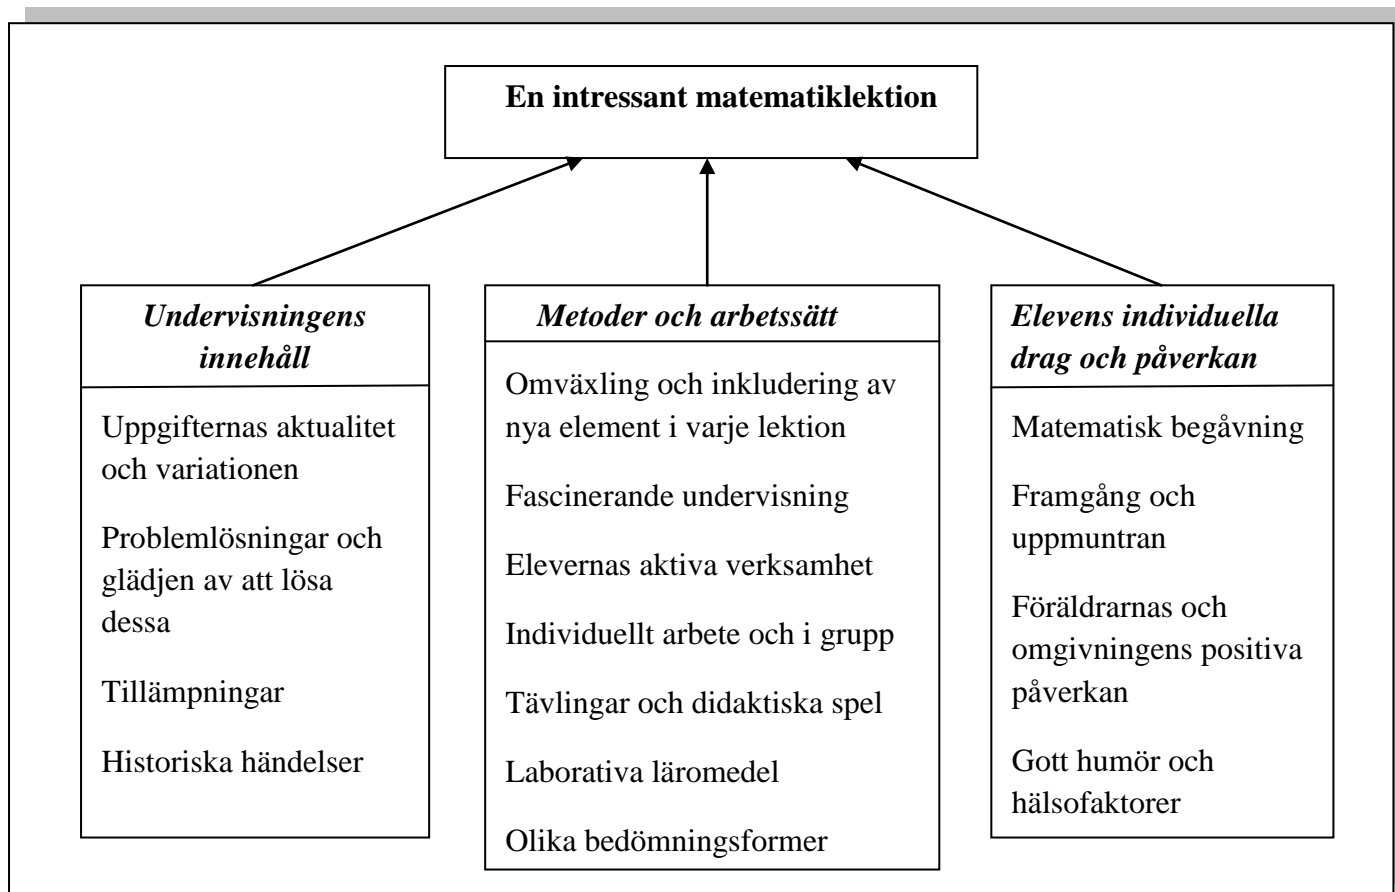 En intressant matematiklektion
Undervisningens
innehåll
Uppgifternas aktualitet
och variationen
Problemlösningar och
glädjen av att lösa
dessa
Tillämpningar
Historiska händelser
Metoder och arbetssätt
Omväxling och inkludering av
nya element i varje lektion
Fascinerande undervisning
Elevernas aktiva verksamhet
Individuellt arbete och i grupp
Tävlingar och didaktiska spel
Laborativa läromedel
Olika bedömningsformer
Elevens individuella
drag och påverkan
Matematisk begåvning
Framgång och
uppmuntran
Föräldrarnas och
omgivningens positiva
påverkan
Gott humör och
hälsofaktorer